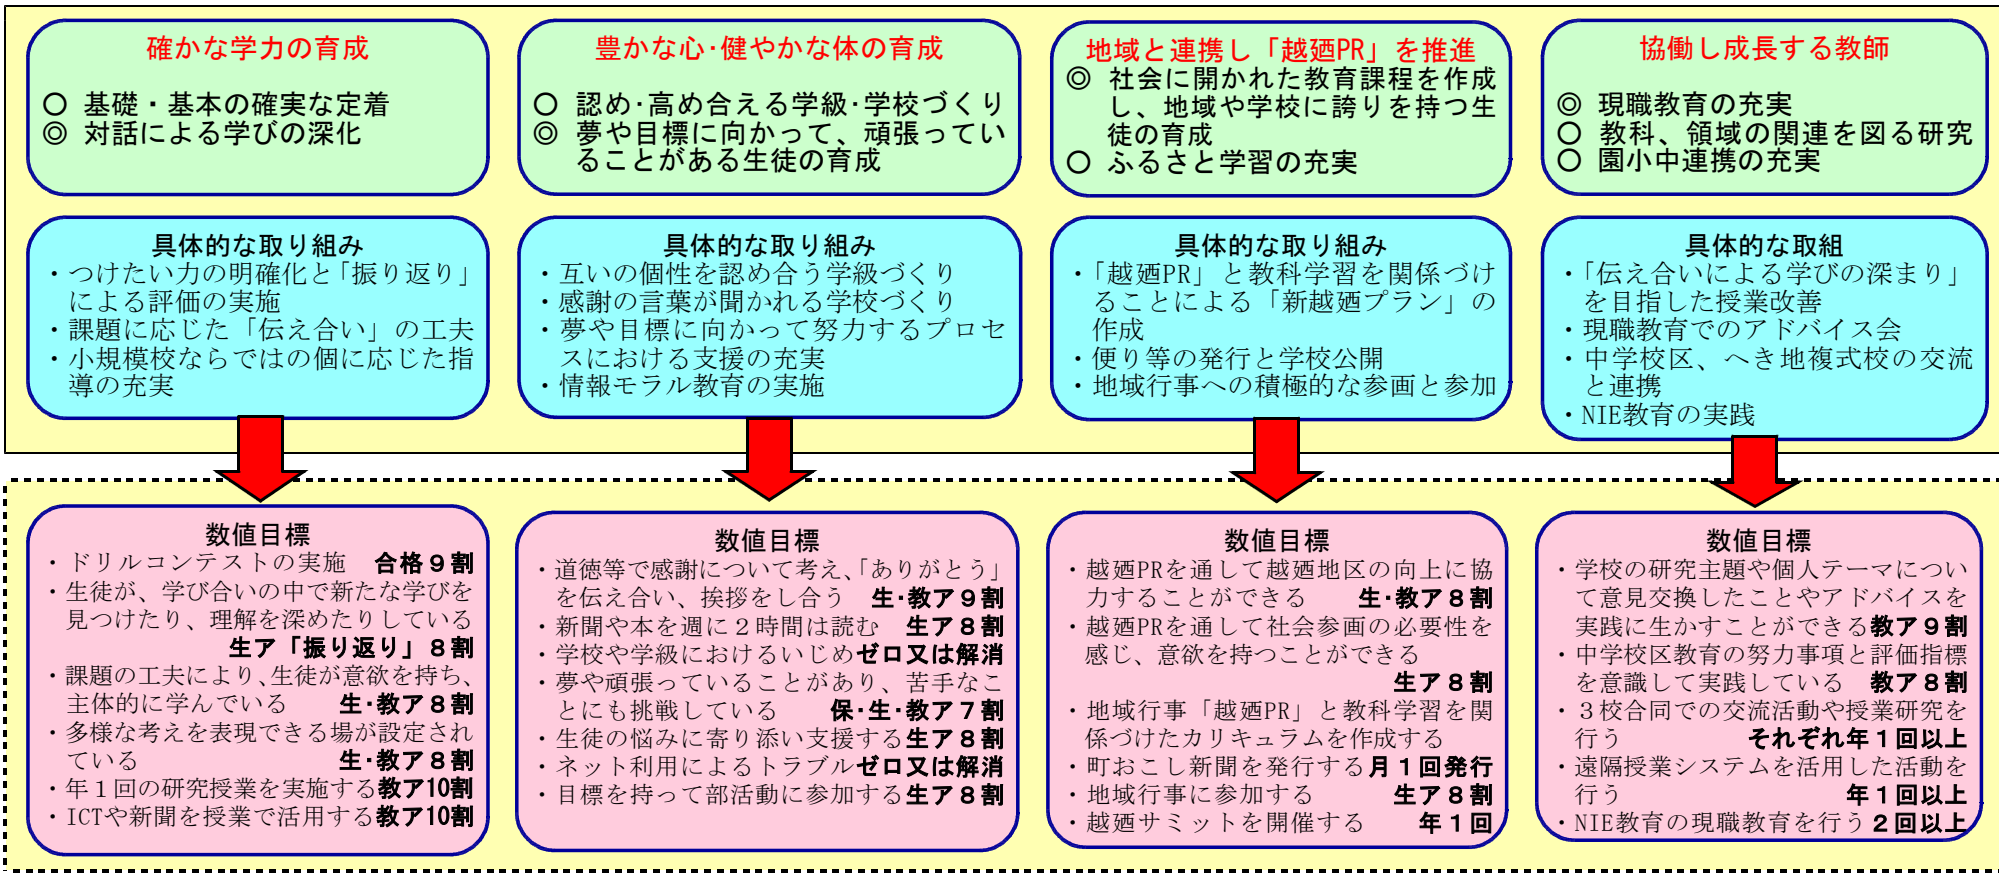 確かな学力の育成
○ 基礎・基本の確実な定着
◎ 対話による学びの深化
豊かな心・健やかな体の育成
○ 認め・高め合える学級・学校づくり
◎ 夢や目標に向かって、頑張ってい
ることがある生徒の育成
地域と連携し「越廼PR」を推進
◎ 社会に開かれた教育課程を作成
し、地域や学校に誇りを持つ生
徒の育成
○ ふるさと学習の充実
協働し成長する教師
◎ 現職教育の充実
○ 教科、領域の関連を図る研究
○ 園小中連携の充実
具体的な取り組み
・つけたい力の明確化と「振り返り」
による評価の実施
・課題に応じた「伝え合い」の工夫
・小規模校ならではの個に応じた指
導の充実
具体的な取り組み
・互いの個性を認め合う学級づくり
・感謝の言葉が聞かれる学校づくり
・夢や目標に向かって努力するプロセ
スにおける支援の充実
・情報モラル教育の実施
具体的な取り組み
・「越廼PR」と教科学習を関係づけ
ることによる「新越廼プラン」の
作成
・便り等の発行と学校公開
・地域行事への積極的な参画と参加
具体的な取組
・「伝え合いによる学びの深まり」
を目指した授業改善
・現職教育でのアドバイス会
・中学校区、へき地複式校の交流
と連携
・NIE教育の実践
数値目標
・ドリルコンテストの実施 合格９割
・生徒が、学び合いの中で新たな学びを
見つけたり、理解を深めたりしている
生ア「振り返り」８割
・課題の工夫により、生徒が意欲を持ち、
主体的に学んでいる 生・教ア８割
・多様な考えを表現できる場が設定され
ている 生・教ア８割
・年１回の研究授業を実施する教ア10割
・ICTや新聞を授業で活用する教ア10割
数値目標
・道徳等で感謝について考え、「ありがとう」
を伝え合い、挨拶をし合う 生・教ア９割
・新聞や本を週に２時間は読む 生ア８割
・学校や学級におけるいじめゼロ又は解消
・夢や頑張っていることがあり、苦手なこ
とにも挑戦している 保・生・教ア７割
・生徒の悩みに寄り添い支援する生ア８割
・ネット利用によるトラブルゼロ又は解消
・目標を持って部活動に参加する生ア８割
数値目標
・越廼PRを通して越廼地区の向上に協
力することができる 生・教ア８割
・越廼PRを通して社会参画の必要性を
感じ、意欲を持つことができる
生ア８割
・地域行事「越廼PR」と教科学習を関
係づけたカリキュラムを作成する
・町おこし新聞を発行する月１回発行
・地域行事に参加する 生ア８割
・越廼サミットを開催する 年１回
数値目標
・学校の研究主題や個人テーマについ
て意見交換したことやアドバイスを
実践に生かすことができる教ア９割
・中学校区教育の努力事項と評価指標
を意識して実践している 教ア８割
・３校合同での交流活動や授業研究を
行う それぞれ年１回以上
・遠隔授業システムを活用した活動を
行う 年１回以上
・NIE教育の現職教育を行う２回以上